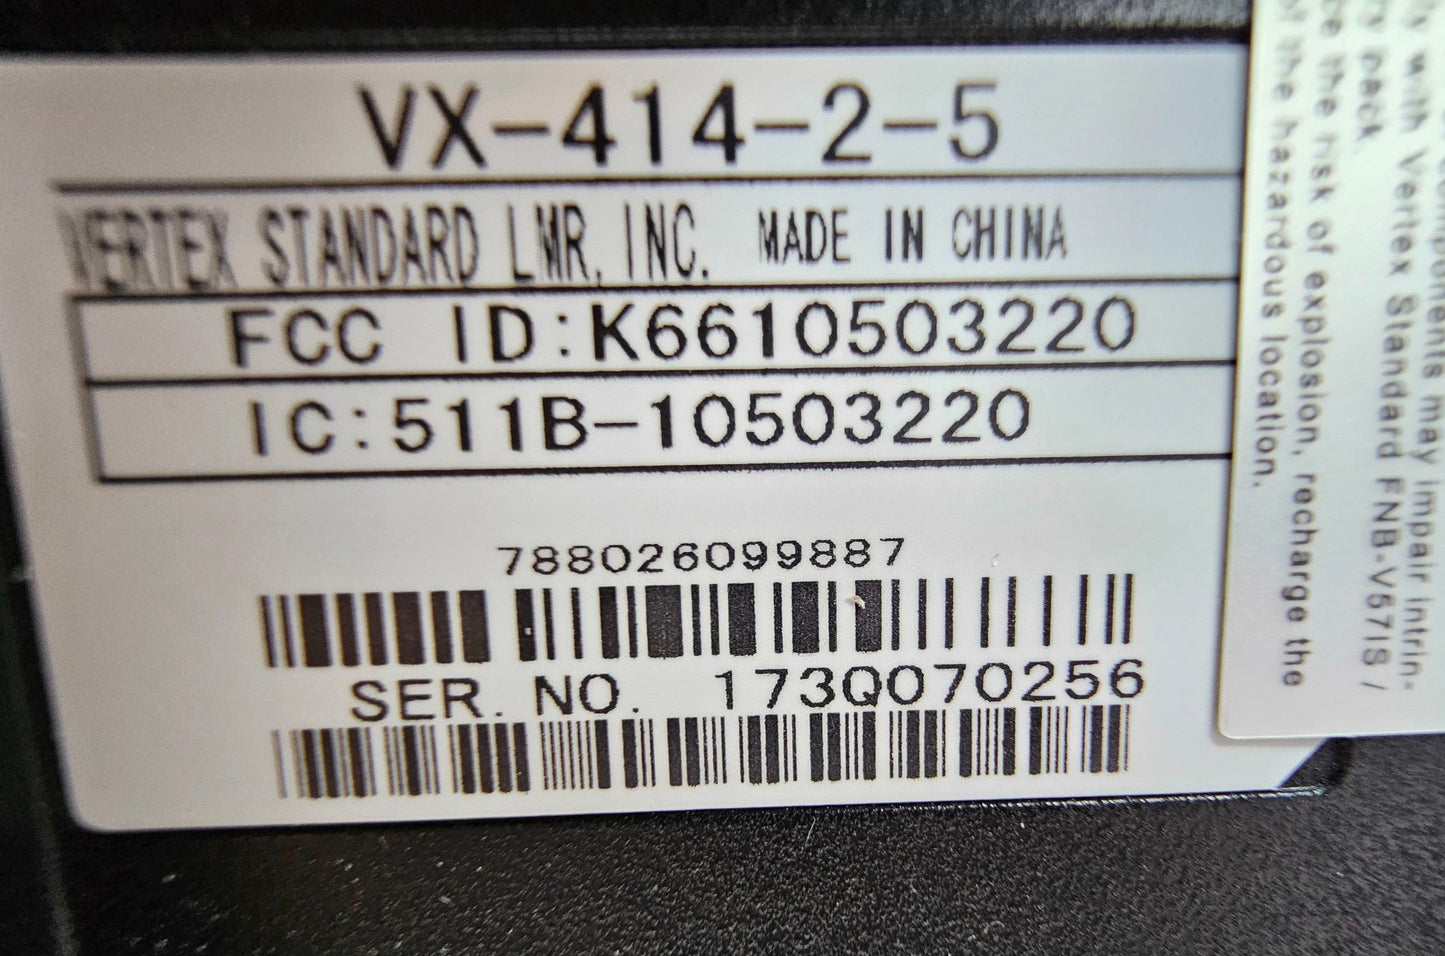 VX-414-2-5
VERTEX STANDARD LMR, INC. MADE IN CHINA
FCC ID:K6610503220
IC:511B-10503220
788026099887
SER. NO. 173Q070256
components may impair intrin-
with Vertex Standard FNB-V57IS /
pack.
the risk of explosion, recharge the
of the hazardous location.